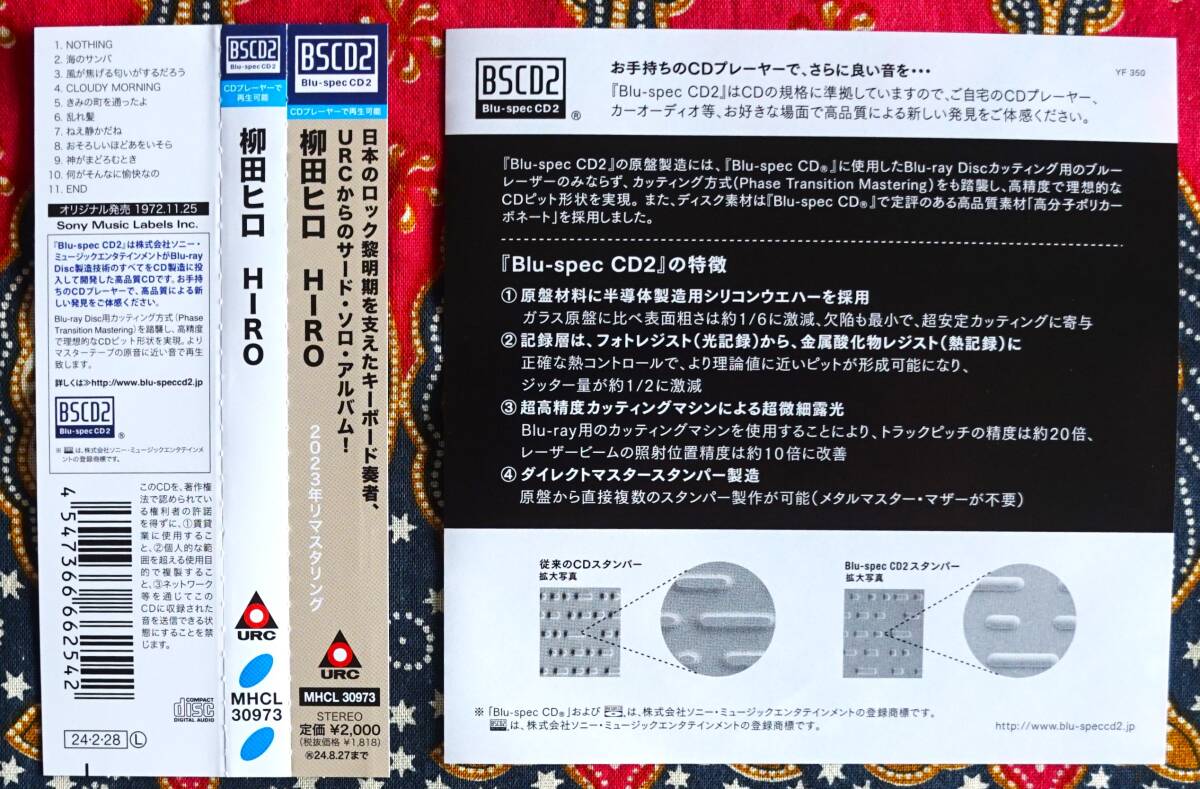 1. NOTHING
2. 海のサンバ
3. 風が焦げる匂いがするだろう
4. CLOUDY MORNING
5. きみの町を通ったよ
6. 乱れ髪
7. ねえ静かだね
8. おそろしいほどあをいそら
9. 神がまどろむとき
10. 何がそんなに愉快なの
11. END
オリジナル発売 1972.11.25
Sony Music Labels Inc.
『Blu-spec CD2』は株式会社ソニー・
ミュージックエンタテインメントがBlu-ray
Disc製造技術のすべてをCD製造に投
入して開発した高品質CDです。お手持
ちのCDプレーヤーで、高品質による新し
い発見をご体感ください。
Blu-ray Disc用カッティング方式(Phase
Transition Mastering)を踏襲し、高精度
で理想的なCDピット形状を実現。よりマ
スターテープの原音に近い音で再生
致します。
詳しくは≫http://www.blu-speccd2.jp
BSCD2
Blu-spec CD2
®
※は、株式会社ソニー・ミュージックエンタテインメ
ントの登録商標です。
4547366662542
このCDを、著作権
法で認められてい
る権利者の許諾
を得ずに、①賃貸
業に使用するこ
と、②個人的な範
囲を超える使用目
的で複製するこ
と、③ネットワーク
等を通じてこの
CDに収録された
音を送信できる状
態にすることを禁
じます。
COMPACT
disc
DIGITAL AUDIO
24・2・28 L
BSCD2
Blu-spec CD2
CDプレーヤーで
再生可能
柳田ヒロ HIRO
URC
MHCL
30973
BSCD2
Blu-spec CD2
CDプレーヤーで再生可能
日本のロック黎明期を支えたキーボード奏者、
URCからのサード・ソロ・アルバム!
柳田ヒロ HIRO
2023年リマスタリング
URC
MHCL 30973
STEREO
定価 ¥2,000
(税抜価格 ¥1,818)
24.8.27まで
BSCD2
Blu-spec CD2
®
お手持ちのCDプレーヤーで、さらに良い音を・・・
YF 350
『Blu-spec CD2』はCDの規格に準拠していますので、ご自宅のCDプレーヤー、
カーオーディオ等、お好きな場面で高品質による新しい発見をご体感ください。
『Blu-spec CD2』の原盤製造には、『Blu-spec CD®』に使用したBlu-ray Discカッティング用のブルー
レーザーのみならず、カッティング方式(Phase Transition Mastering)をも踏襲し、高精度で理想的な
CDピット形状を実現。また、ディスク素材は『Blu-spec CD®』で定評のある高品質素材「高分子ポリカー
ボネート」を採用しました。
『Blu-spec CD2』の特徴
① 原盤材料に半導体製造用シリコンウエハーを採用
ガラス原盤に比べ表面粗さは約1/6に激減、欠陥も最小で、超安定カッティングに寄与
② 記録層は、フォトレジスト(光記録)から、金属酸化物レジスト(熱記録)に
正確な熱コントロールで、より理論値に近いピットが形成可能になり、
ジッター量が約1/2に激減
③ 超高精度カッティングマシンによる超微細露光
Blu-ray用のカッティングマシンを使用することにより、トラックピッチの精度は約20倍、
レーザービームの照射位置精度は約10倍に改善
④ ダイレクトマスタースタンパー製造
原盤から直接複数のスタンパー製作が可能(メタルマスター・マザーが不要)
従来のCDスタンパー
拡大写真
Blu-spec CD2 スタンパー
拡大写真
※「Blu-spec CD®」および は、株式会社ソニー・ミュージックエンタテインメントの登録商標です。
は、株式会社ソニー・ミュージックエンタテインメントの登録商標です。
http://www.blu-speccd2.jp